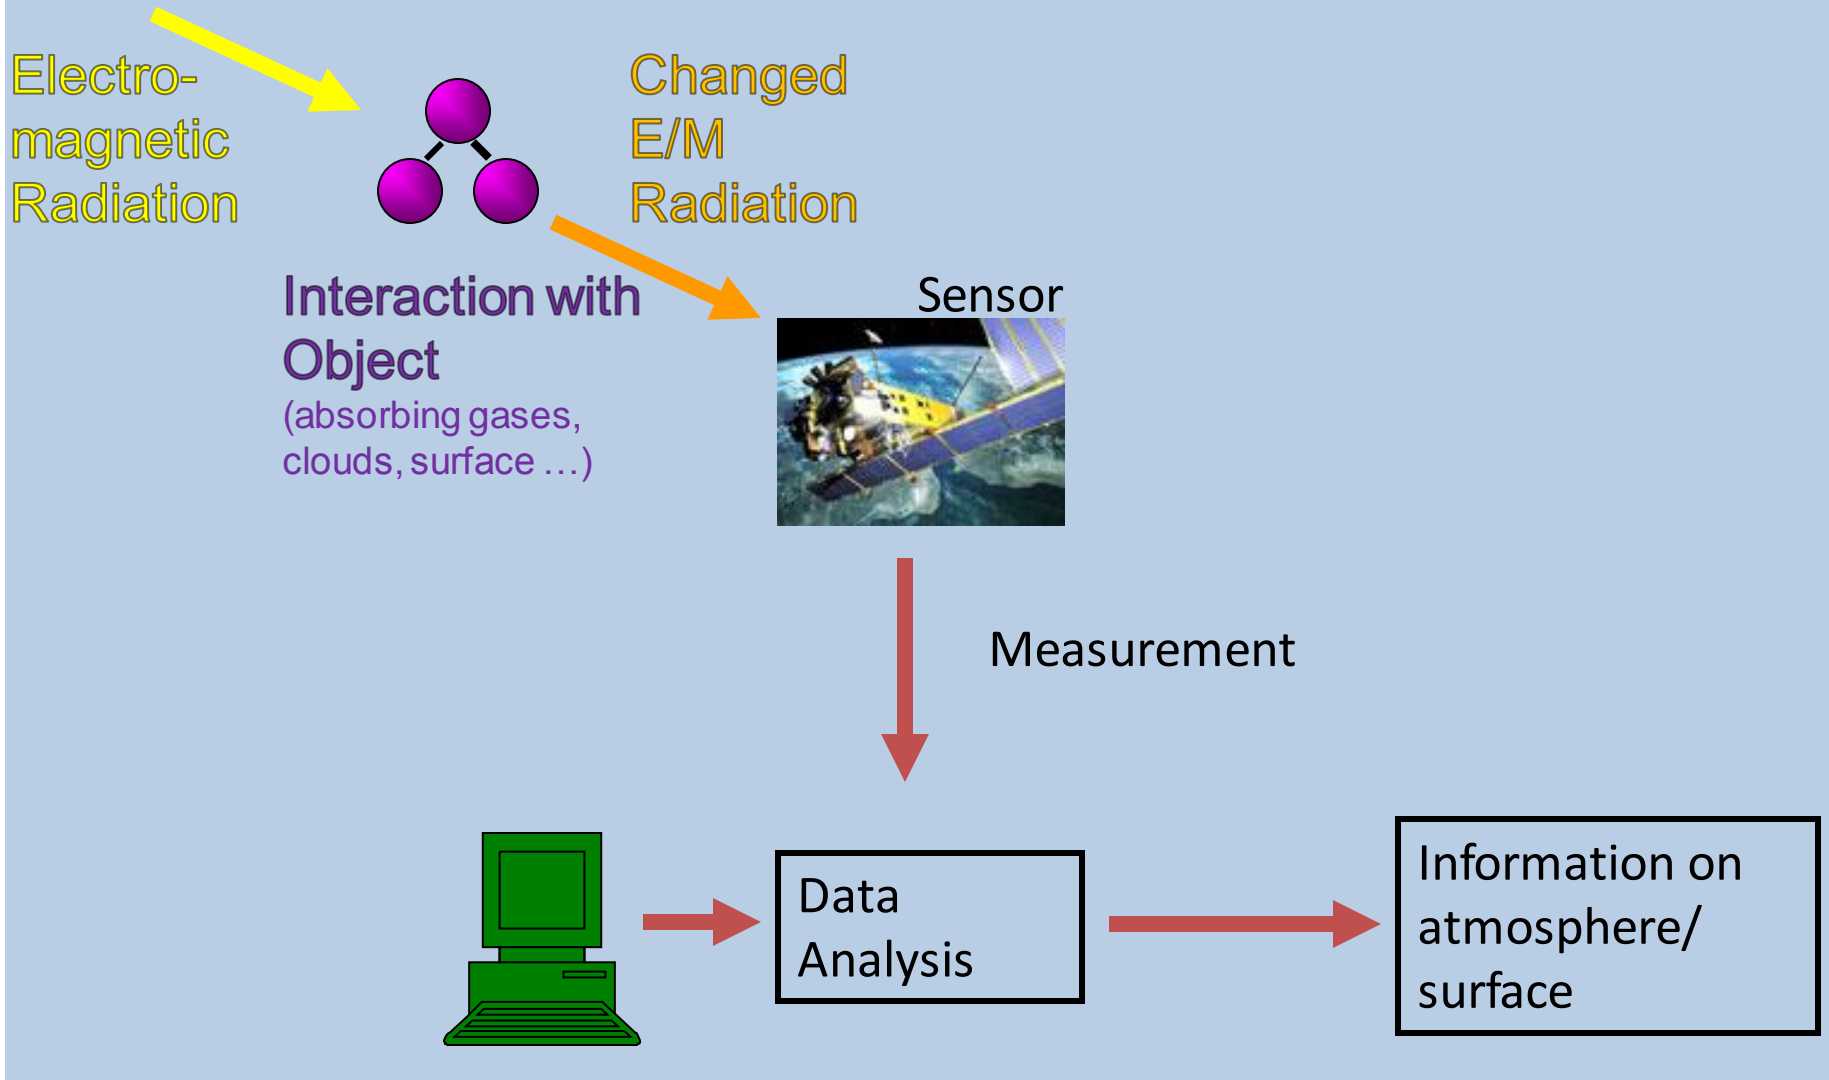 Electro-
magnetic
Radiation
Changed
E/M
Radiation
Interaction with
Object
(absorbing gases,
clouds, surface ...)
Sensor
Measurement
Data
Analysis
Information on
atmosphere/
surface